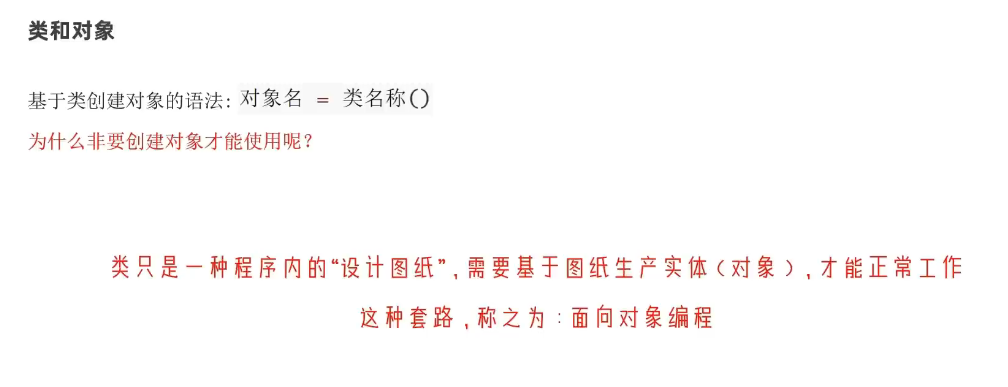 类和对象
基于类创建对象的语法: 对象名 = 类名称()
为什么非要创建对象才能使用呢?
类只是一种程序内的“设计图纸”,需要基于图纸生产实体(对象),才能正常工作
这种套路,称之为:面向对象编程